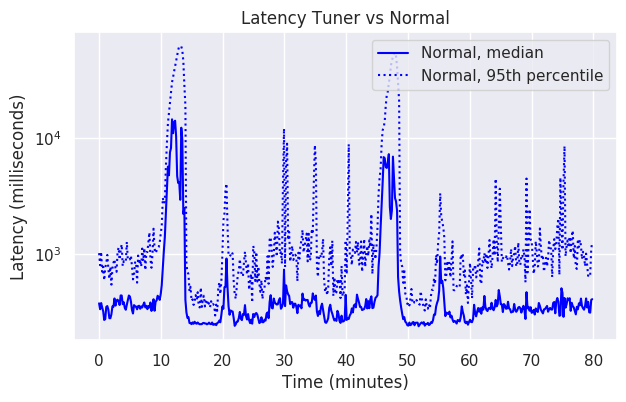 Latency Tuner vs Normal
Normal, median
Normal, 95th percentile
Latency (milliseconds)
10⁴
10³
0 10 20 30 40 50 60 70 80
Time (minutes)